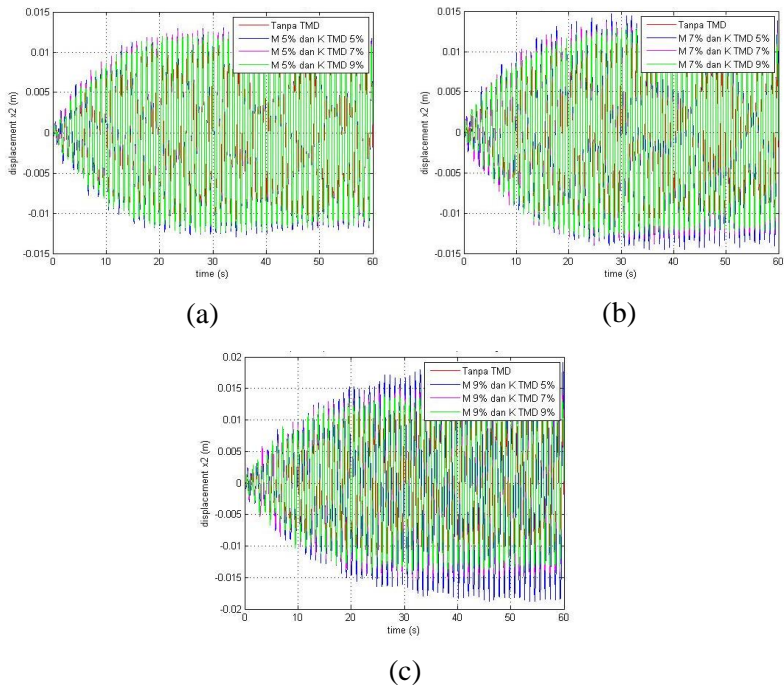 Tanpa TMD
M 5% dan K TMD 5%
M 5% dan K TMD 7%
M 5% dan K TMD 9%
0.015
0.01
0.005
0
-0.005
-0.01
-0.015
displacement x2 (m)
0 10 20 30 40 50 60
time (s)
(a)
Tanpa TMD
M 7% dan K TMD 5%
M 7% dan K TMD 7%
M 7% dan K TMD 9%
0.015
0.01
0.005
0
-0.005
-0.01
-0.015
displacement x2 (m)
0 10 20 30 40 50 60
time (s)
(b)
Tanpa TMD
M 9% dan K TMD 5%
M 9% dan K TMD 7%
M 9% dan K TMD 9%
0.02
0.015
0.01
0.005
0
-0.005
-0.01
-0.015
-0.02
displacement x2 (m)
0 10 20 30 40 50 60
time (s)
(c)